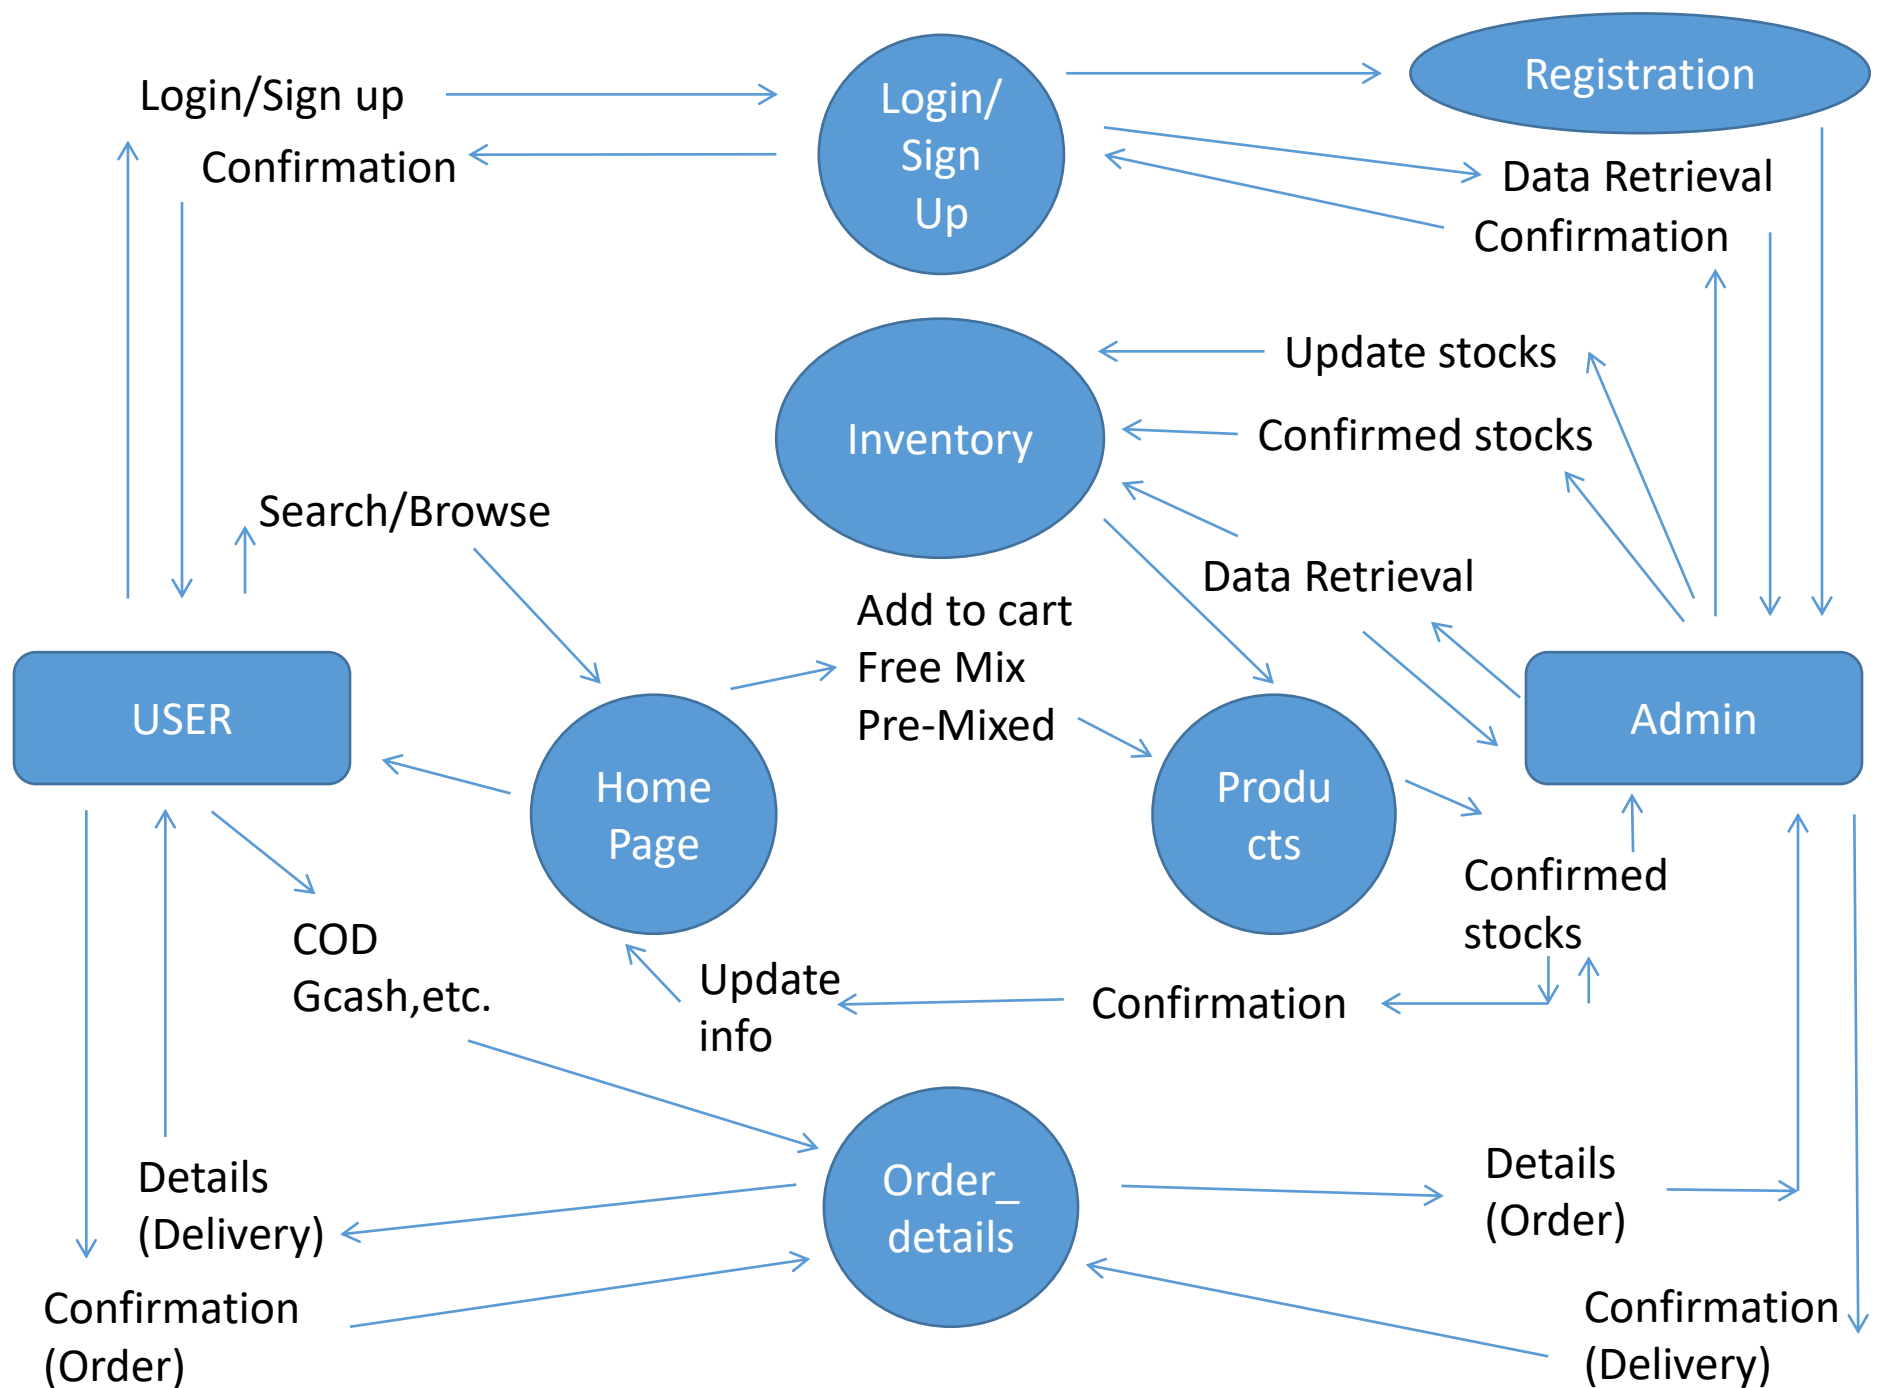 Login/Sign up
Confirmation
Login/
Sign
Up
Registration
Data Retrieval
Confirmation
Update stocks
Inventory
Confirmed stocks
Search/Browse
Data Retrieval
Add to cart
Free Mix
Pre-Mixed
USER
Admin
Home
Page
Produ
cts
Confirmed
stocks
COD
Gcash,etc.
Update
info
Confirmation
Details
(Delivery)
Order_
details
Details
(Order)
Confirmation
(Order)
Confirmation
(Delivery)